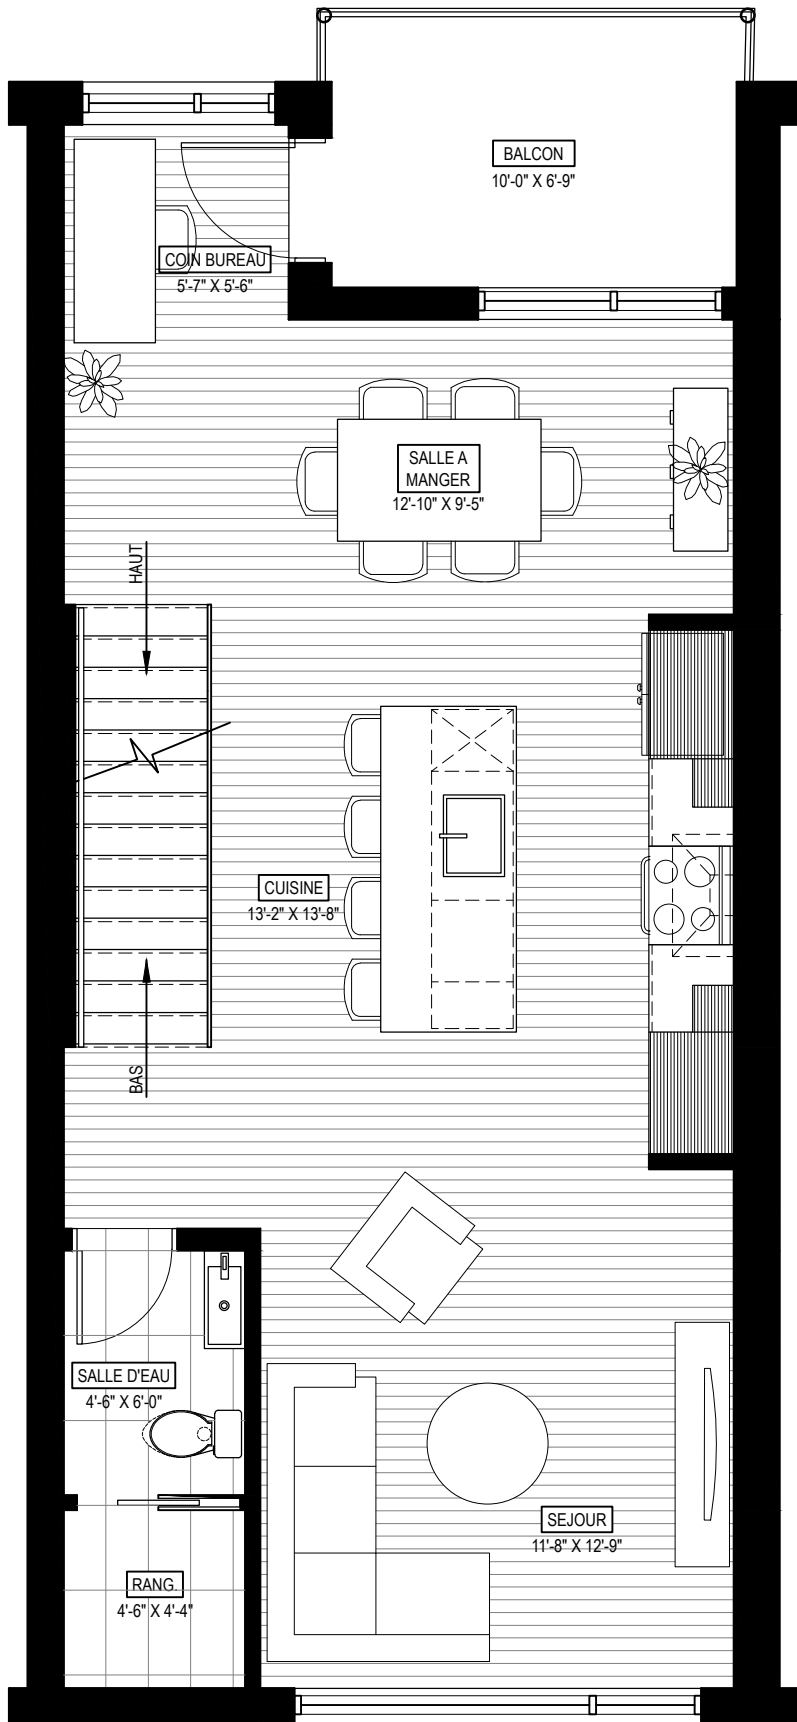 BALCON
10'-0" X 6'-9"
COIN BUREAU
5'-7" X 5'-6"
SALLE A
MANGER
12'-10" X 9'-5"
HAUT
CUISINE
13'-2" X 13'-8"
BAS
SALLE D'EAU
4'-6" X 6'-0"
SEJOUR
11'-8" X 12'-9"
RANG.
4'-6" X 4'-4"